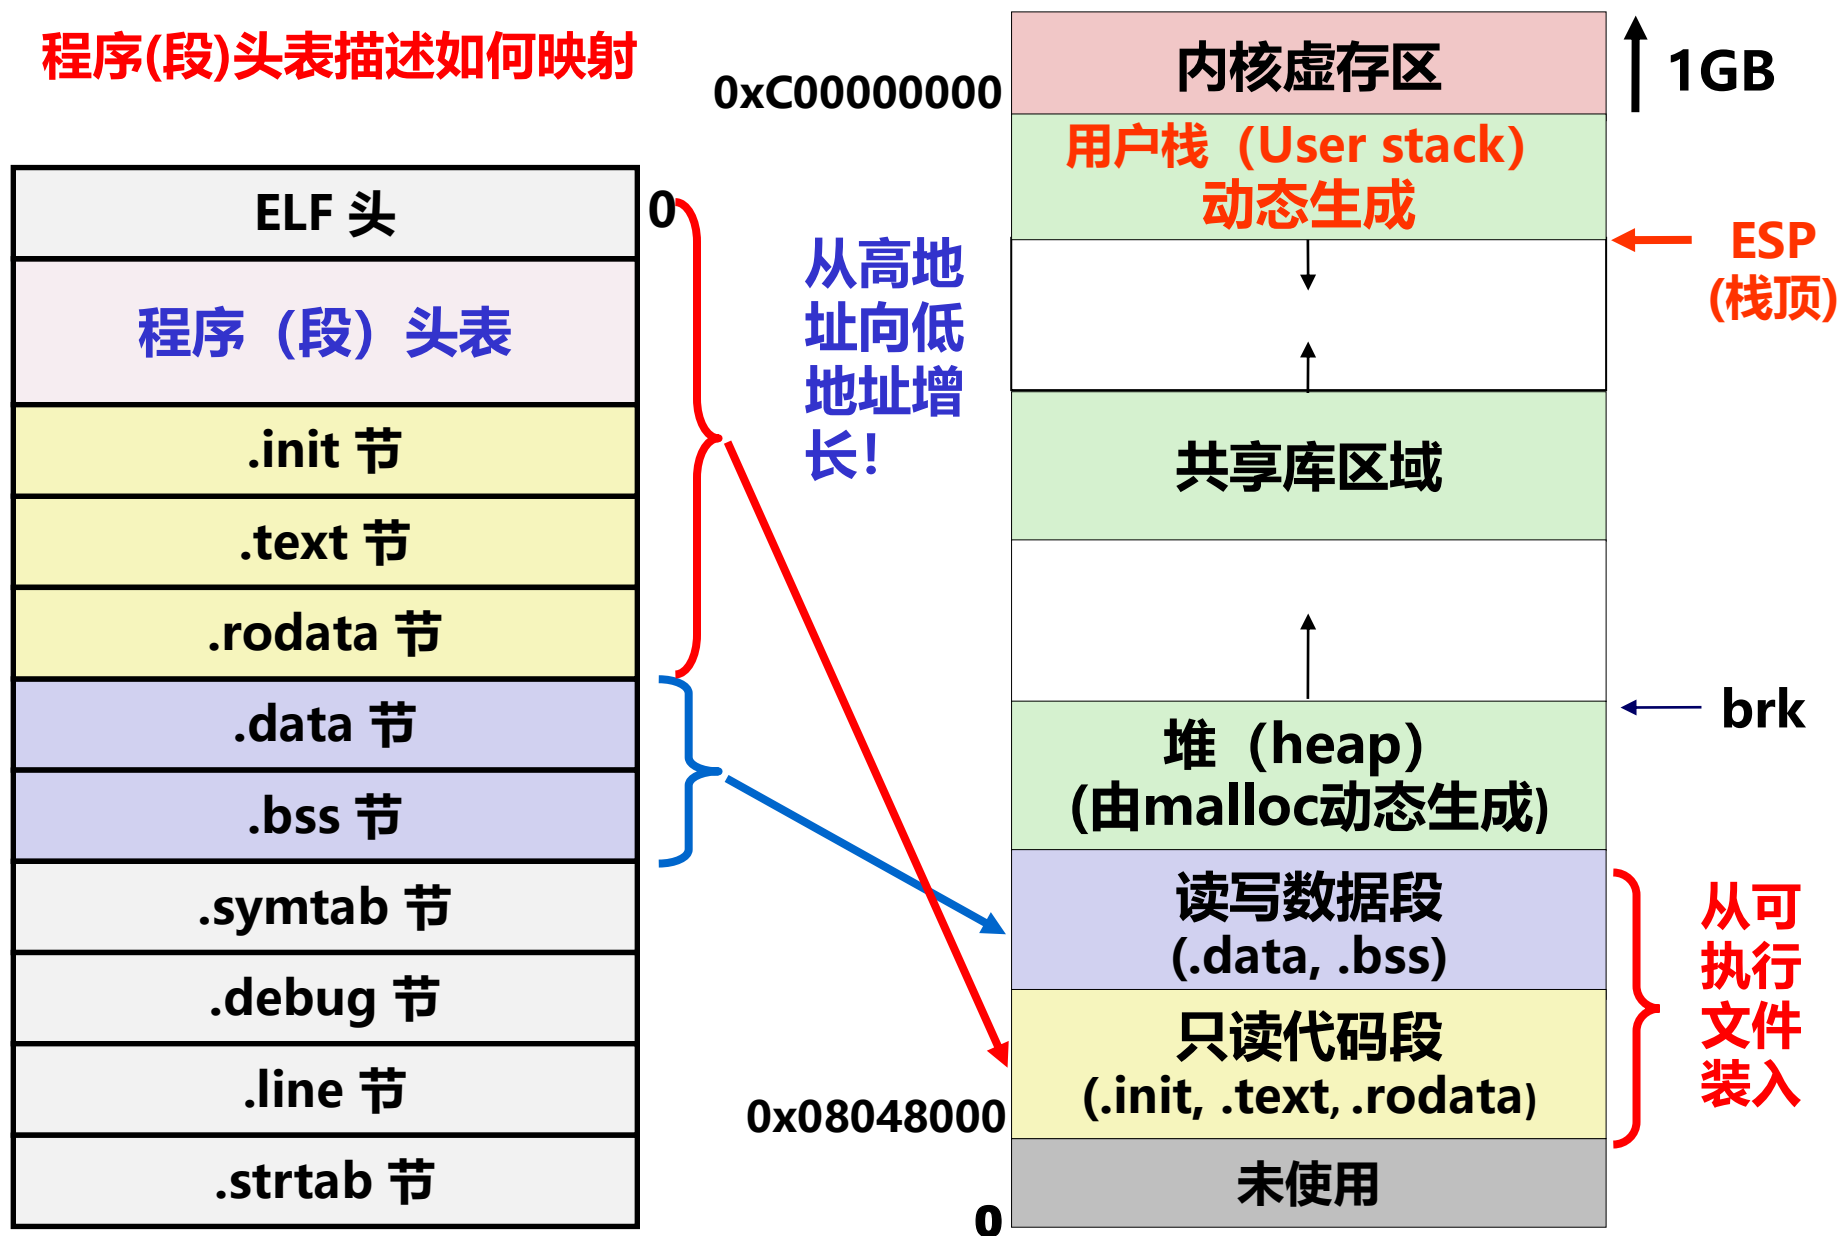 程序(段)头表描述如何映射
ELF 头
0
程序（段）头表
.init 节
.text 节
.rodata 节
.data 节
.bss 节
.symtab 节
.debug 节
.line 节
.strtab 节
从高地
址向低
地址增
长！
0xC00000000
内核虚存区
1GB
用户栈（User stack）
动态生成
ESP
(栈顶)
共享库区域
brk
堆（heap）
(由malloc动态生成)
读写数据段
(.data, .bss)
只读代码段
(.init, .text, .rodata)
0x08048000
未使用
0
从可
执行
文件
装入